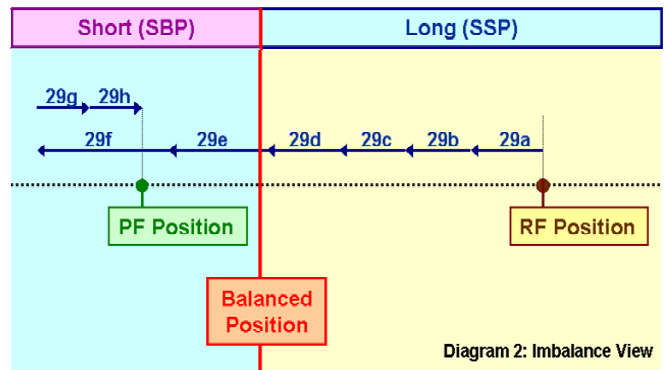 Short (SBP) Long (SSP)
29g 29h
29f 29e 29d 29c 29b 29a
PF Position RF Position
Balanced
Position
Diagram 2: Imbalance View